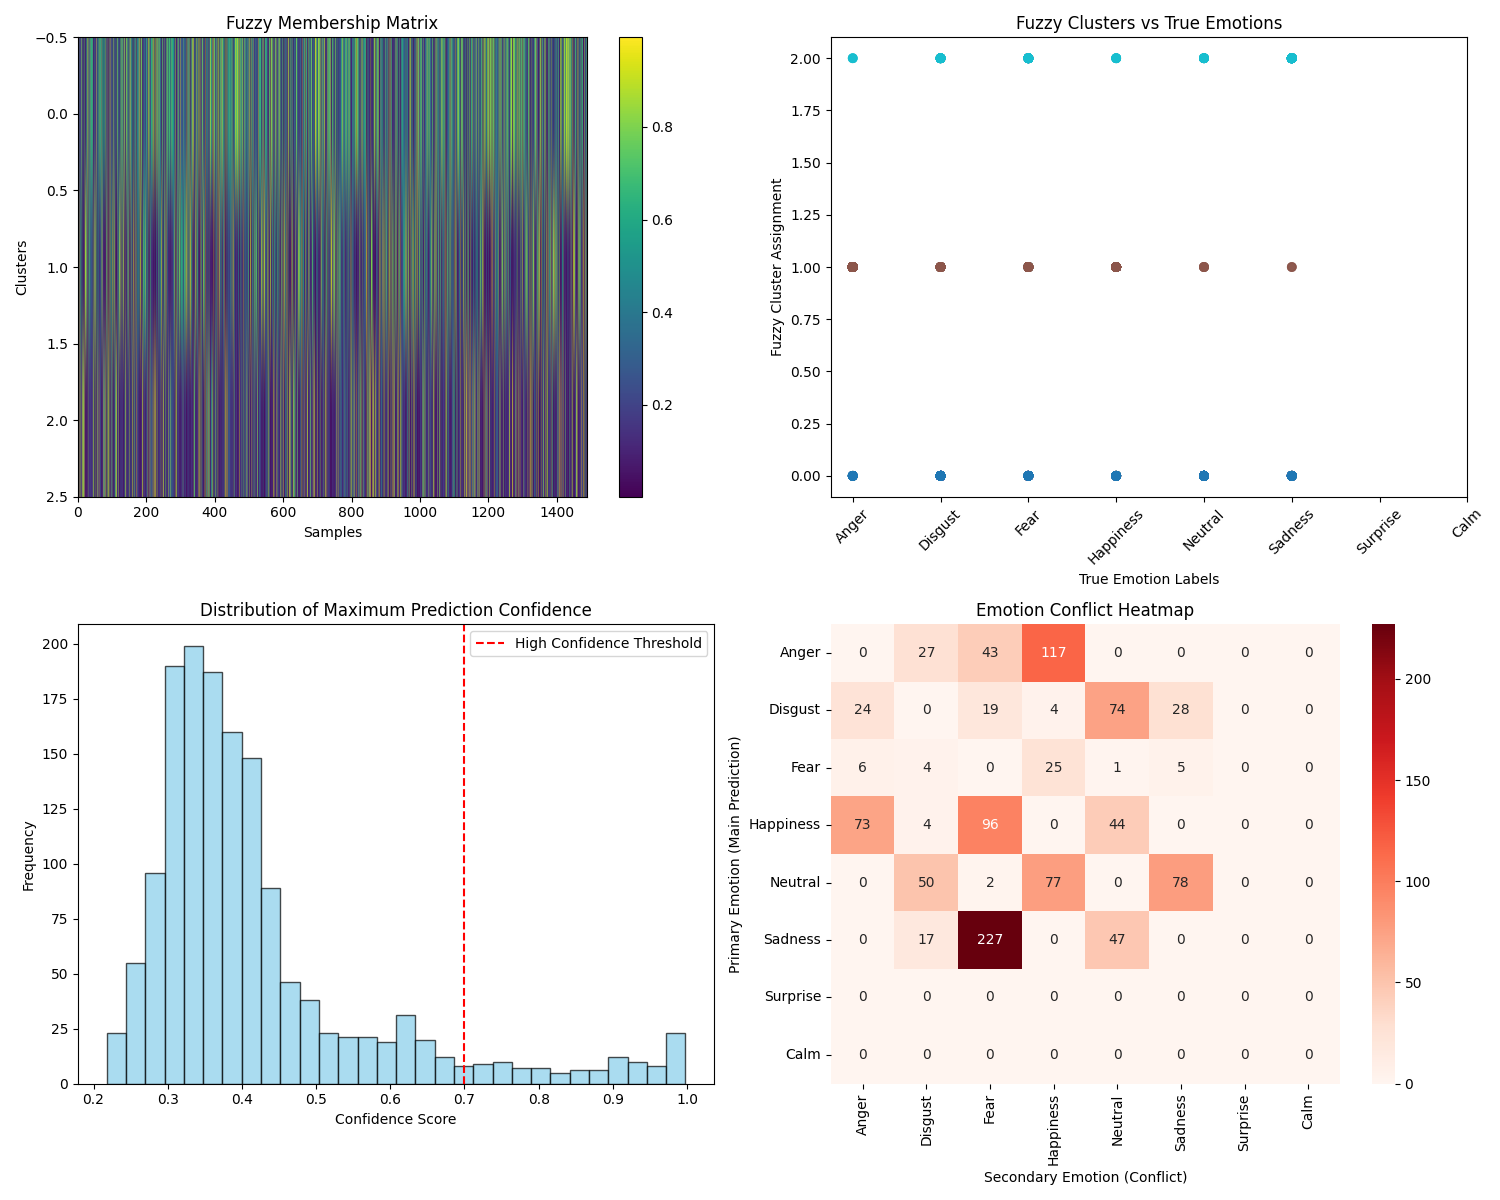 Fuzzy Membership Matrix
−0.5
0.0
0.5
1.0
1.5
2.0
2.5
Clusters
0 200 400 600 800 1000 1200 1400
Samples
0.8
0.6
0.4
0.2
Fuzzy Clusters vs True Emotions
2.00
1.75
1.50
1.25
1.00
0.75
0.50
0.25
0.00
Fuzzy Cluster Assignment
Anger Disgust Fear Happiness Neutral Sadness Surprise Calm
True Emotion Labels
Distribution of Maximum Prediction Confidence
High Confidence Threshold
200
175
150
125
100
75
50
25
0
Frequency
0.2 0.3 0.4 0.5 0.6 0.7 0.8 0.9 1.0
Confidence Score
Emotion Conflict Heatmap
Primary Emotion (Main Prediction)
Anger 0 27 43 117 0 0 0 0
Disgust 24 0 19 4 74 28 0 0
Fear 6 4 0 25 1 5 0 0
Happiness 73 4 96 0 44 0 0 0
Neutral 0 50 2 77 0 78 0 0
Sadness 0 17 227 0 47 0 0 0
Surprise 0 0 0 0 0 0 0 0
Calm 0 0 0 0 0 0 0 0
Anger Disgust Fear Happiness Neutral Sadness Surprise Calm
Secondary Emotion (Conflict)
200
150
100
50
0